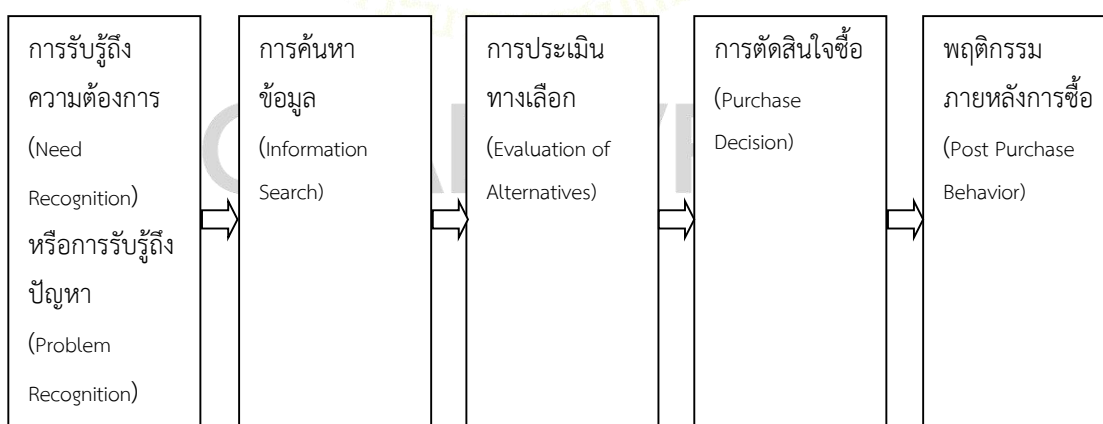 การรับรู้ถึง
ความต้องการ
(Need
Recognition)
หรือการรับรู้ถึง
ปัญหา
(Problem
Recognition)
การค้นหา
ข้อมูล
(Information
Search)
การประเมิน
ทางเลือก
(Evaluation of
Alternatives)
การตัดสินใจซื้อ
(Purchase
Decision)
พฤติกรรม
ภายหลังการซื้อ
(Post Purchase
Behavior)